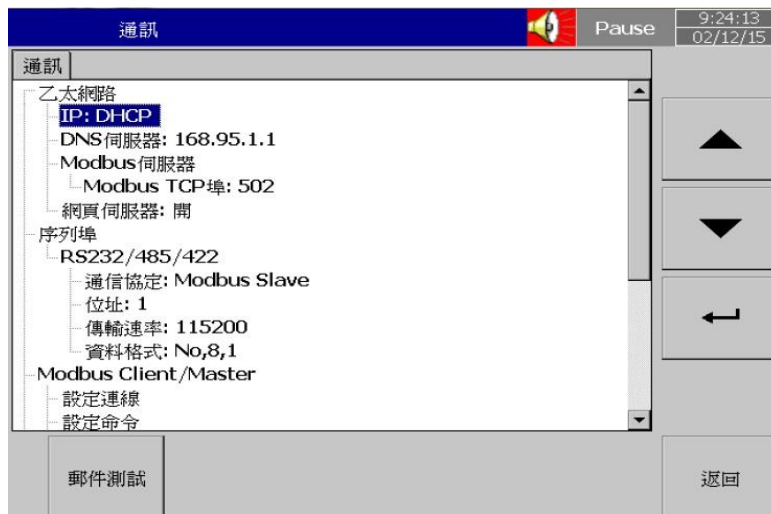 通訊
Pause
9:24:13
02/12/15
通訊
乙太網路
IP: DHCP
DNS伺服器: 168.95.1.1
Modbus伺服器
Modbus TCP埠: 502
網頁伺服器: 開
序列埠
RS232/485/422
通信協定: Modbus Slave
位址: 1
傳輸速率: 115200
資料格式: No,8,1
Modbus Client/Master
設定連線
設定命令
郵件測試
返回